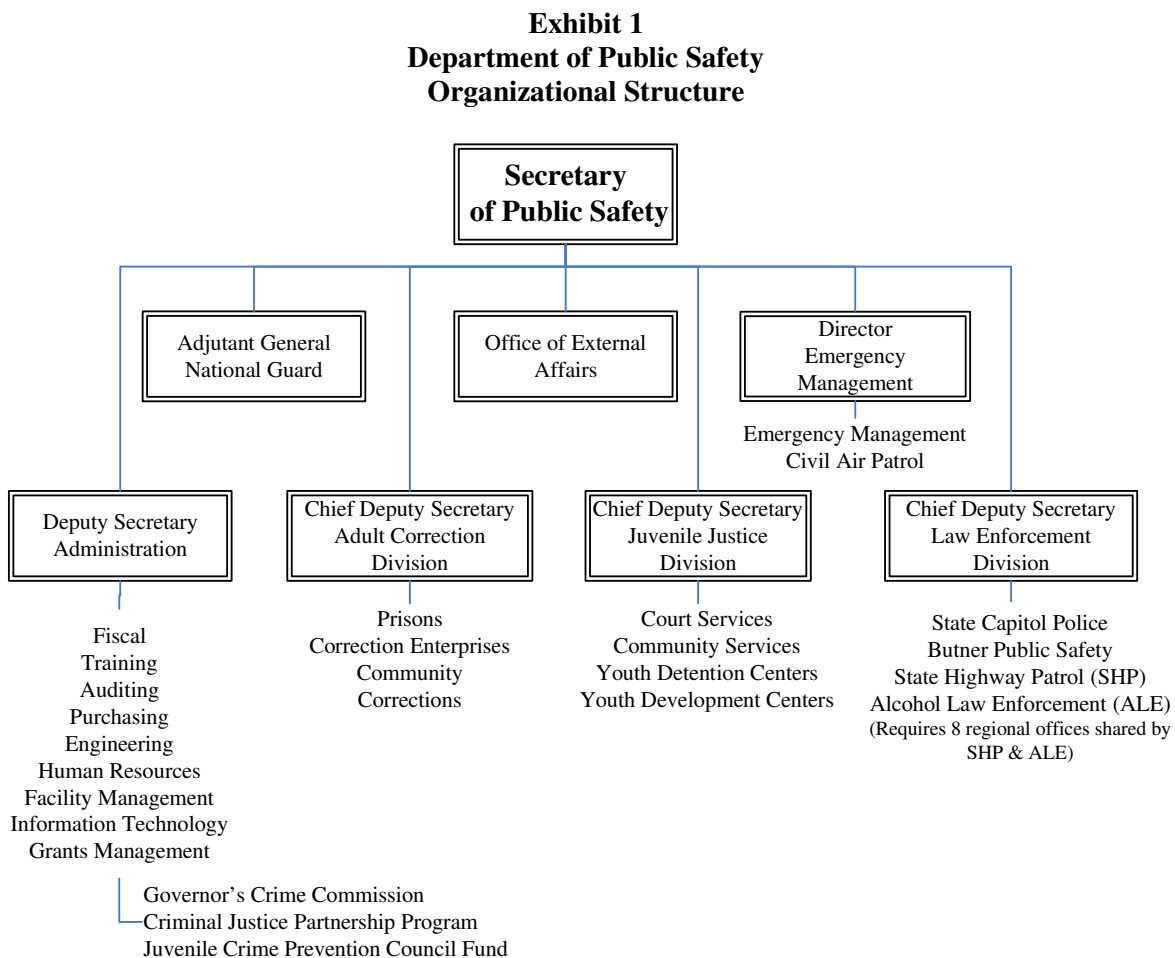 Exhibit 1
Department of Public Safety
Organizational Structure
Secretary
of Public Safety
Adjutant General
National Guard
Office of External
Affairs
Director
Emergency
Management
Emergency Management
Civil Air Patrol
Deputy Secretary
Administration
Fiscal
Training
Auditing
Purchasing
Engineering
Human Resources
Facility Management
Information Technology
Grants Management
Governor's Crime Commission
Criminal Justice Partnership Program
Juvenile Crime Prevention Council Fund
Chief Deputy Secretary
Adult Correction
Division
Prisons
Correction Enterprises
Community
Corrections
Chief Deputy Secretary
Juvenile Justice
Division
Court Services
Community Services
Youth Detention Centers
Youth Development Centers
Chief Deputy Secretary
Law Enforcement
Division
State Capitol Police
Butner Public Safety
State Highway Patrol (SHP)
Alcohol Law Enforcement (ALE)
(Requires 8 regional offices shared by
SHP & ALE)